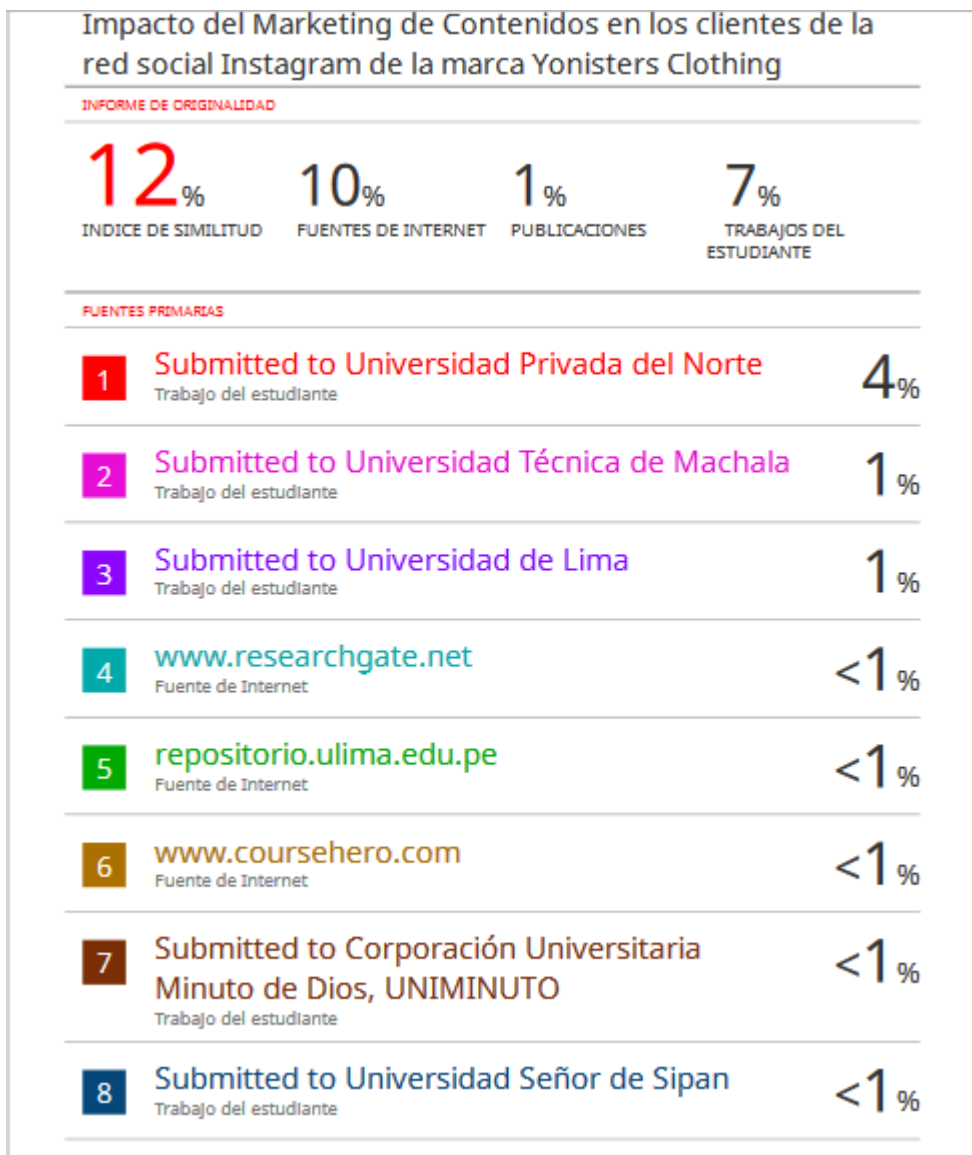 Impacto del Marketing de Contenidos en los clientes de la
red social Instagram de la marca Yonisters Clothing
INFORME DE ORIGINALIDAD
12%
10%
1%
7%
INDICE DE SIMILITUD
FUENTES DE INTERNET
PUBLICACIONES
TRABAJOS DEL
ESTUDIANTE
FUENTES PRIMARIAS
1 Submitted to Universidad Privada del Norte 4%
Trabajo del estudiante
2 Submitted to Universidad Técnica de Machala 1%
Trabajo del estudiante
3 Submitted to Universidad de Lima 1%
Trabajo del estudiante
4 www.researchgate.net <1%
Fuente de Internet
5 repositorio.ulima.edu.pe <1%
Fuente de Internet
6 www.coursehero.com <1%
Fuente de Internet
7 Submitted to Corporación Universitaria <1%
Minuto de Dios, UNIMINUTO
Trabajo del estudiante
8 Submitted to Universidad Señor de Sipan <1%
Trabajo del estudiante